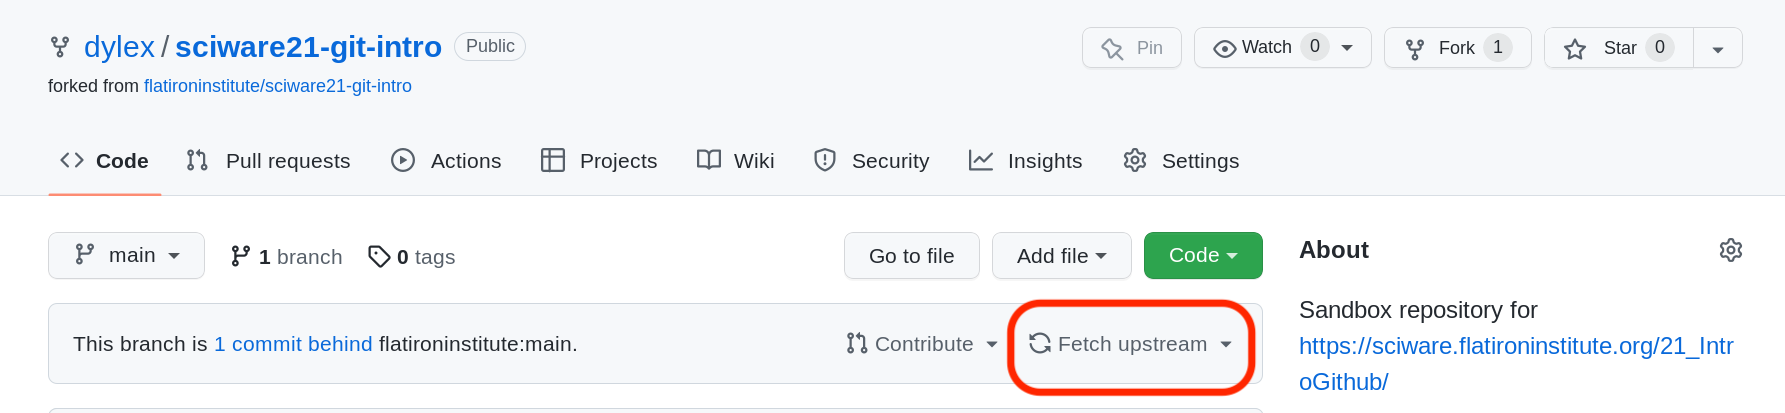 dylex / sciware21-git-intro Public
Pin Watch 0 Fork 1 Star 0
forked from flatironinstitute/sciware21-git-intro
Code Pull requests Actions Projects Wiki Security Insights Settings
main 1 branch 0 tags Go to file Add file Code
This branch is 1 commit behind flatironinstitute:main. Contribute Fetch upstream
About
Sandbox repository for
https://sciware.flatironinstitute.org/21_Intr
oGithub/